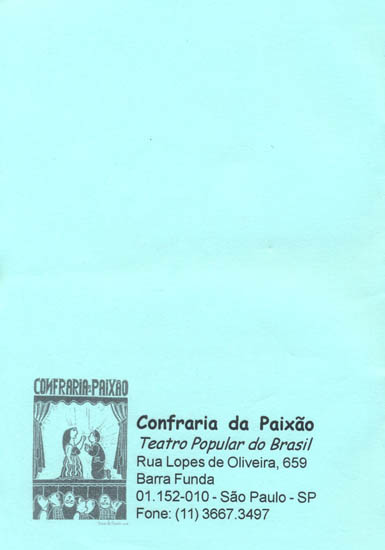 CONFRARIA DA PAIXÃO
Confraria da Paixão
Teatro Popular do Brasil
Rua Lopes de Oliveira, 659
Barra Funda
01.152-010 - São Paulo - SP
Fone: (11) 3667.3497